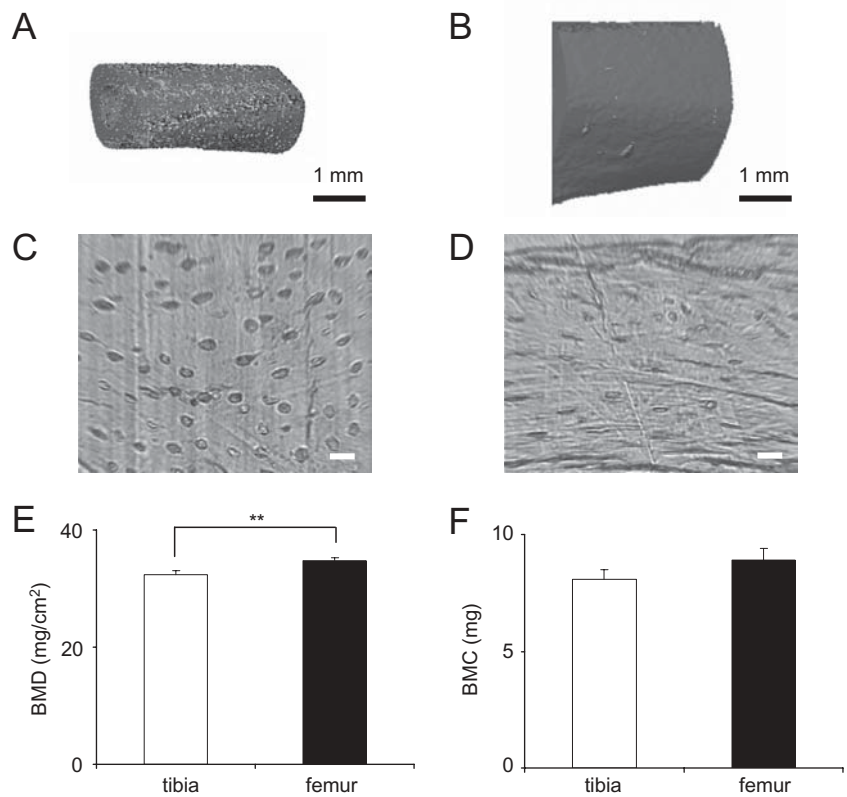 A
B
1 mm
1 mm
C
D
E
F
**
40
20
0
BMD (mg/cm²)
tibia
femur
10
5
0
BMC (mg)
tibia
femur